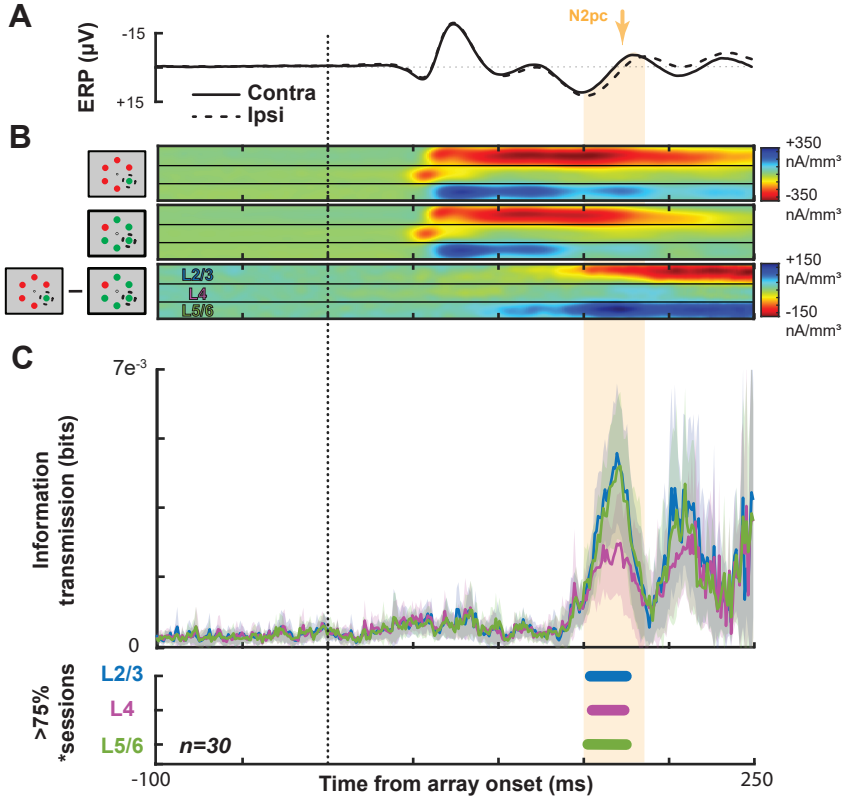 A
N2pc
-15
ERP (µV)
+15
Contra
Ipsi
B
+350
nA/mm³
-350
nA/mm³
+150
nA/mm³
-150
nA/mm³
L2/3
L4
L5/6
C
7e⁻³
Information
transmission (bits)
0
>75%
*sessions
L2/3
L4
L5/6
n=30
-100
Time from array onset (ms)
250